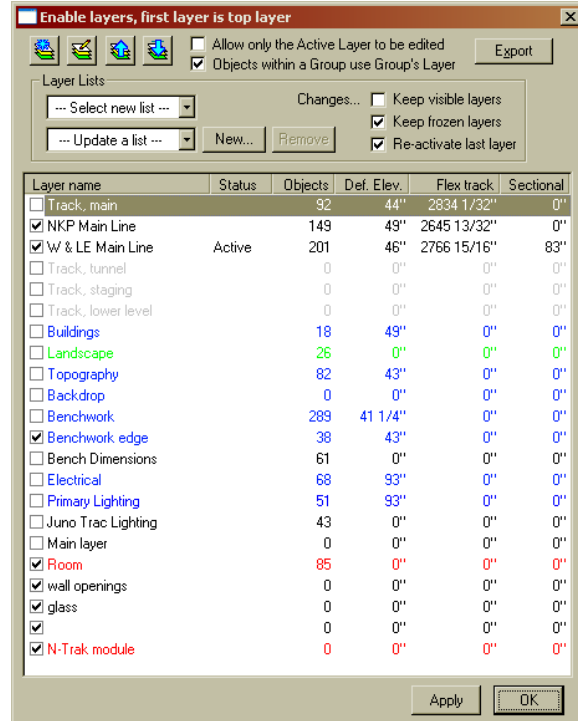 Enable layers, first layer is top layer
Allow only the Active Layer to be edited
Objects within a Group use Group's Layer
Export
Layer Lists
--- Select new list ---
Changes... Keep visible layers
Keep frozen layers
--- Update a list --- New... Remove Re-activate last layer
Layer name Status Objects Def. Elev. Flex track Sectional
Track, main 92 44" 2834 1/32" 0"
NKP Main Line 149 49" 2645 13/32" 0"
W & LE Main Line Active 201 46" 2766 15/16" 83"
Track, tunnel 0 0" 0" 0"
Track, staging 0 0" 0" 0"
Track, lower level 0 0" 0" 0"
Buildings 18 49" 0" 0"
Landscape 26 0" 0" 0"
Topography 82 43" 0" 0"
Backdrop 0 0" 0" 0"
Benchwork 289 41 1/4" 0" 0"
Benchwork edge 38 43" 0" 0"
Bench Dimensions 61 0" 0" 0"
Electrical 68 93" 0" 0"
Primary Lighting 51 93" 0" 0"
Juno Trac Lighting 43 0" 0" 0"
Main layer 0 0" 0" 0"
Room 85 0" 0" 0"
wall openings 0 0" 0" 0"
glass 0 0" 0" 0"
0 0" 0" 0"
N-Trak module 0 0" 0" 0"
Apply OK